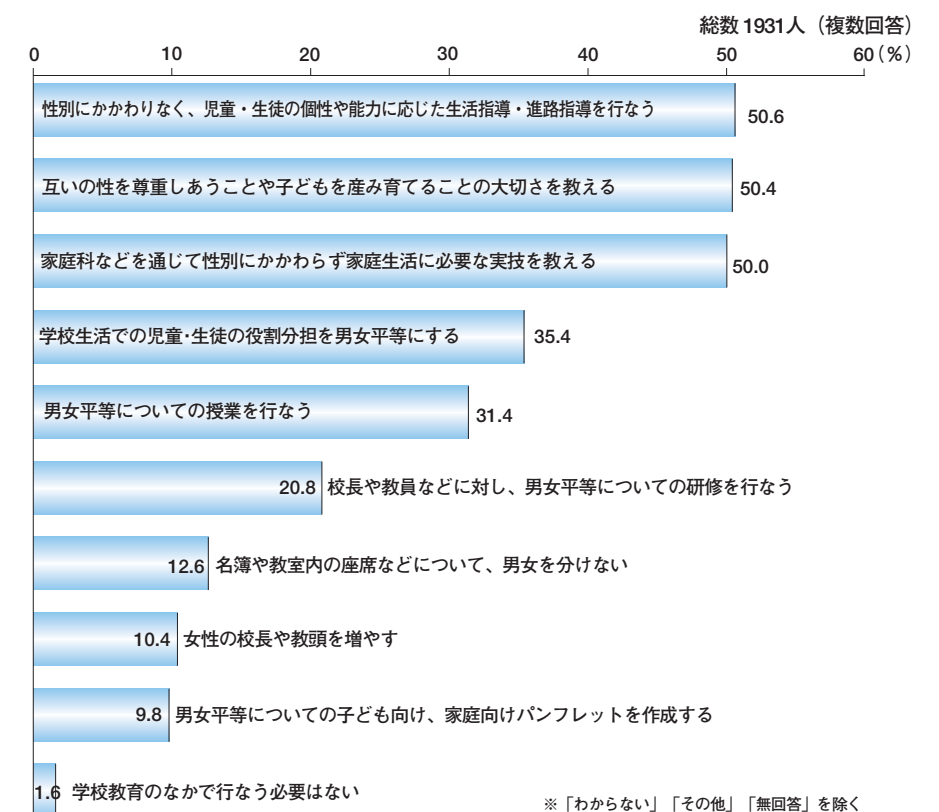 総数 1931人（複数回答）
0 10 20 30 40 50 60（％）
性別にかかわりなく、児童・生徒の個性や能力に応じた生活指導・進路指導を行なう 50.6
互いの性を尊重しあうことや子どもを産み育てることの大切さを教える 50.4
家庭科などを通じて性別にかかわらず家庭生活に必要な実技を教える 50.0
学校生活での児童・生徒の役割分担を男女平等にする 35.4
男女平等についての授業を行なう 31.4
20.8 校長や教員などに対し、男女平等についての研修を行なう
12.6 名簿や教室内の座席などについて、男女を分けない
10.4 女性の校長や教頭を増やす
9.8 男女平等についての子ども向け、家庭向けパンフレットを作成する
1.6 学校教育のなかで行なう必要はない
※「わからない」「その他」「無回答」を除く